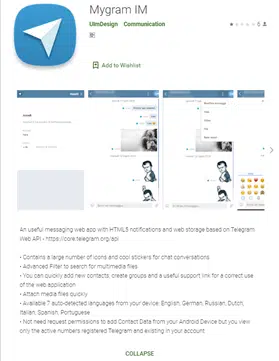 Mygram IM
UImDesign Communication
Add to Wishlist
An useful messaging web app with HTML5 notifications and web storage based on Telegram
Web API - https://core.telegram.org/api
• Contains a large number of icons and cool stickers for chat conversations
• Advanced Filter to search for multimedia files
• You can quickly add new contacts, create groups and a useful support link for a correct use
of the web application
• Attach media files quickly
• Available 7 auto-detected languages from your device: English, German, Russian, Dutch,
Italian, Spanish, Portuguese
• Not need request permissions to add Contact Data from your Android Device but you view
only the active numbers registered Telegram and existing in your account
COLLAPSE